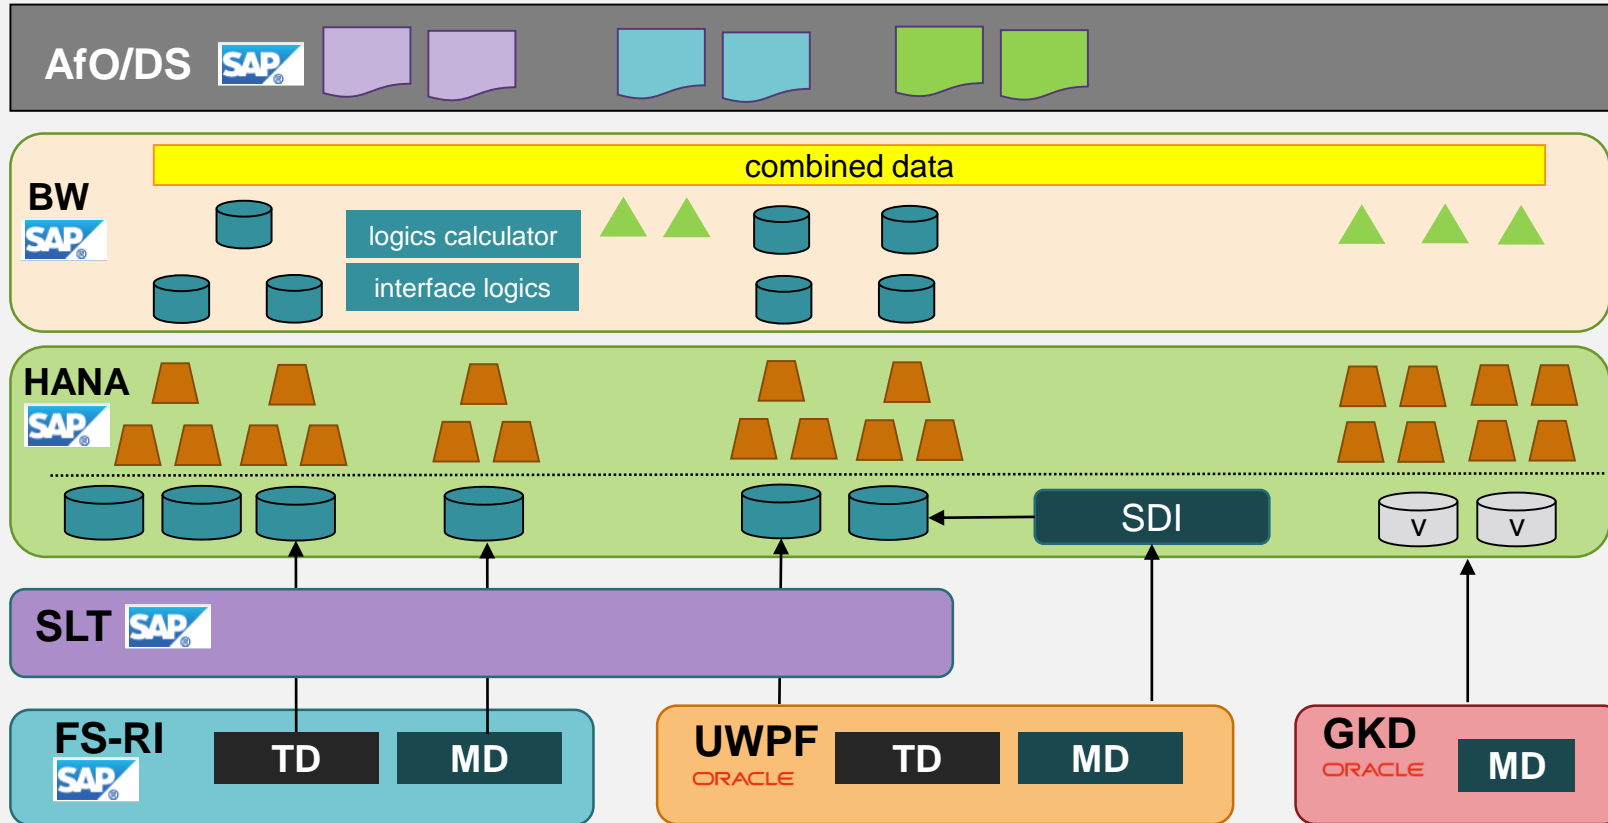 AfO/DS SAP®
combined data
BW
SAP®
logics calculator
interface logics
HANA
SAP®
SDI
V V
SLT SAP®
FS-RI
SAP®
TD MD
UWPF
ORACLE
TD MD
GKD
ORACLE
MD